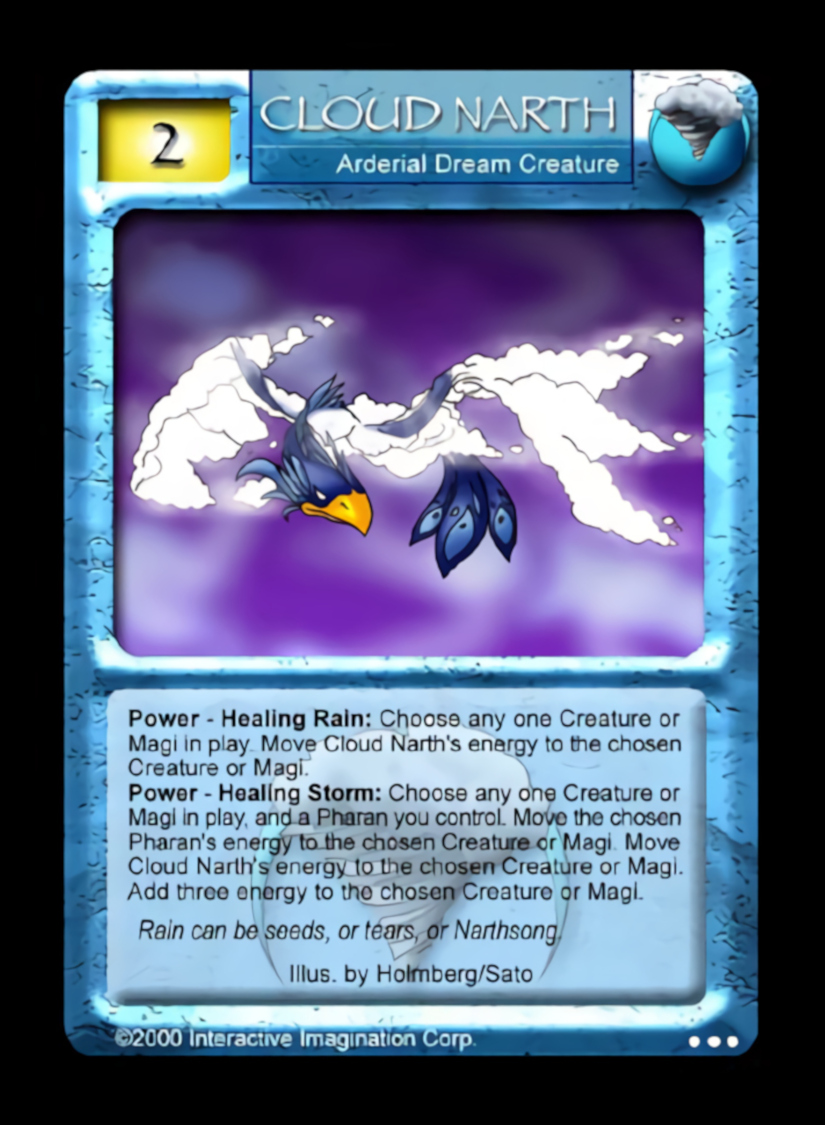 2
CLOUD NARTH
Arderial Dream Creature
Power - Healing Rain: Choose any one Creature or
Magi in play. Move Cloud Narth's energy to the chosen
Creature or Magi.
Power - Healing Storm: Choose any one Creature or
Magi in play, and a Pharan you control. Move the chosen
Pharan's energy to the chosen Creature or Magi. Move
Cloud Narth's energy to the chosen Creature or Magi.
Add three energy to the chosen Creature or Magi.
Rain can be seeds, or tears, or Narthsong.
Illus. by Holmberg/Sato
©2000 Interactive Imagination Corp.